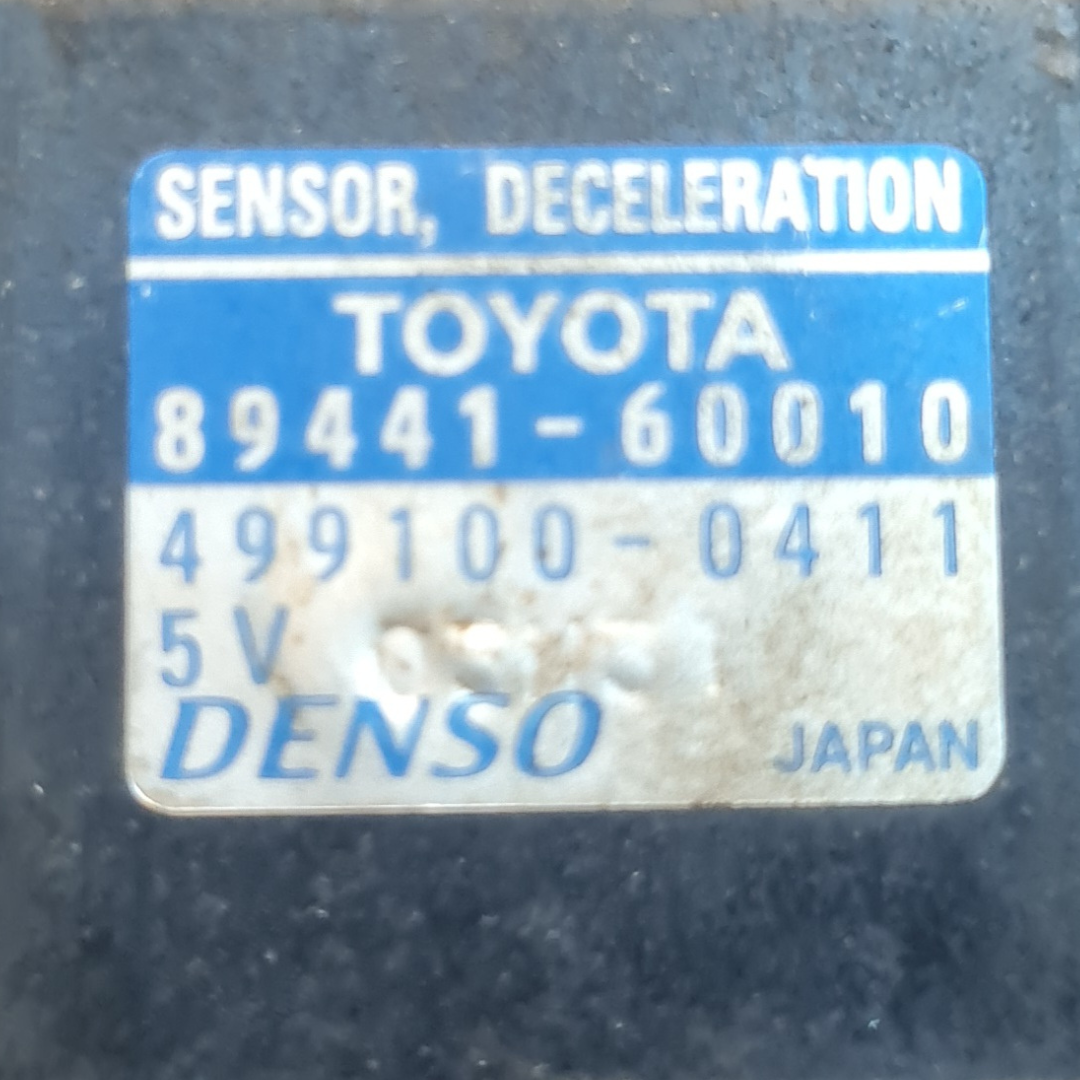 SENSOR, DECELERATION
TOYOTA
89441-60010
499100-0411
5V
DENSO JAPAN